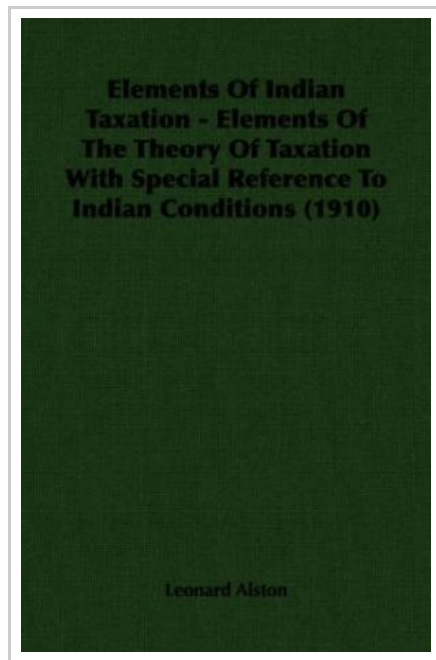 Elements Of Indian
Taxation - Elements Of
The Theory Of Taxation
With Special Reference To
Indian Conditions (1910)
Leonard Alston